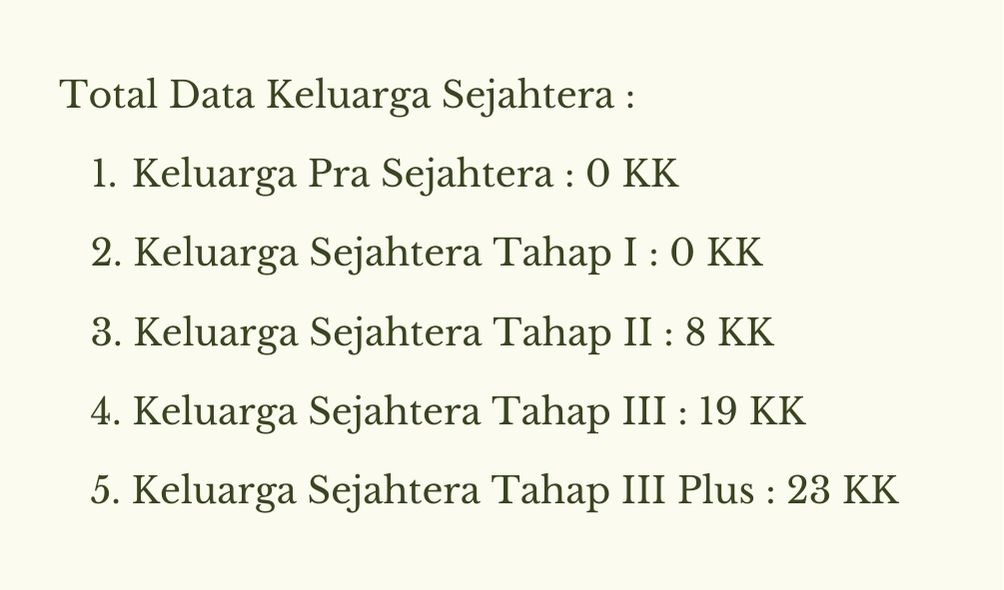 Total Data Keluarga Sejahtera :
1. Keluarga Pra Sejahtera : 0 KK
2. Keluarga Sejahtera Tahap I : 0 KK
3. Keluarga Sejahtera Tahap II : 8 KK
4. Keluarga Sejahtera Tahap III : 19 KK
5. Keluarga Sejahtera Tahap III Plus : 23 KK